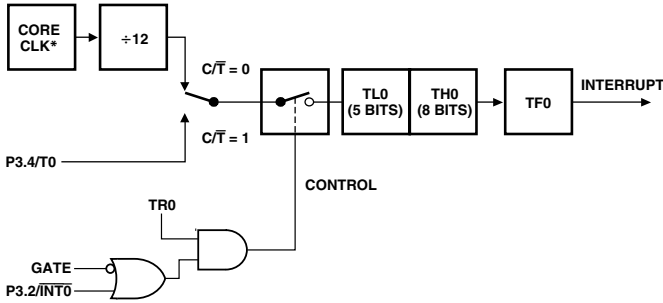 CORE
CLK*
÷12
C/T̅ = 0
C/T̅ = 1
P3.4/T0
TL0
(5 BITS)
TH0
(8 BITS)
TF0
INTERRUPT
CONTROL
TR0
GATE
P3.2/I̅N̅T̅0̅